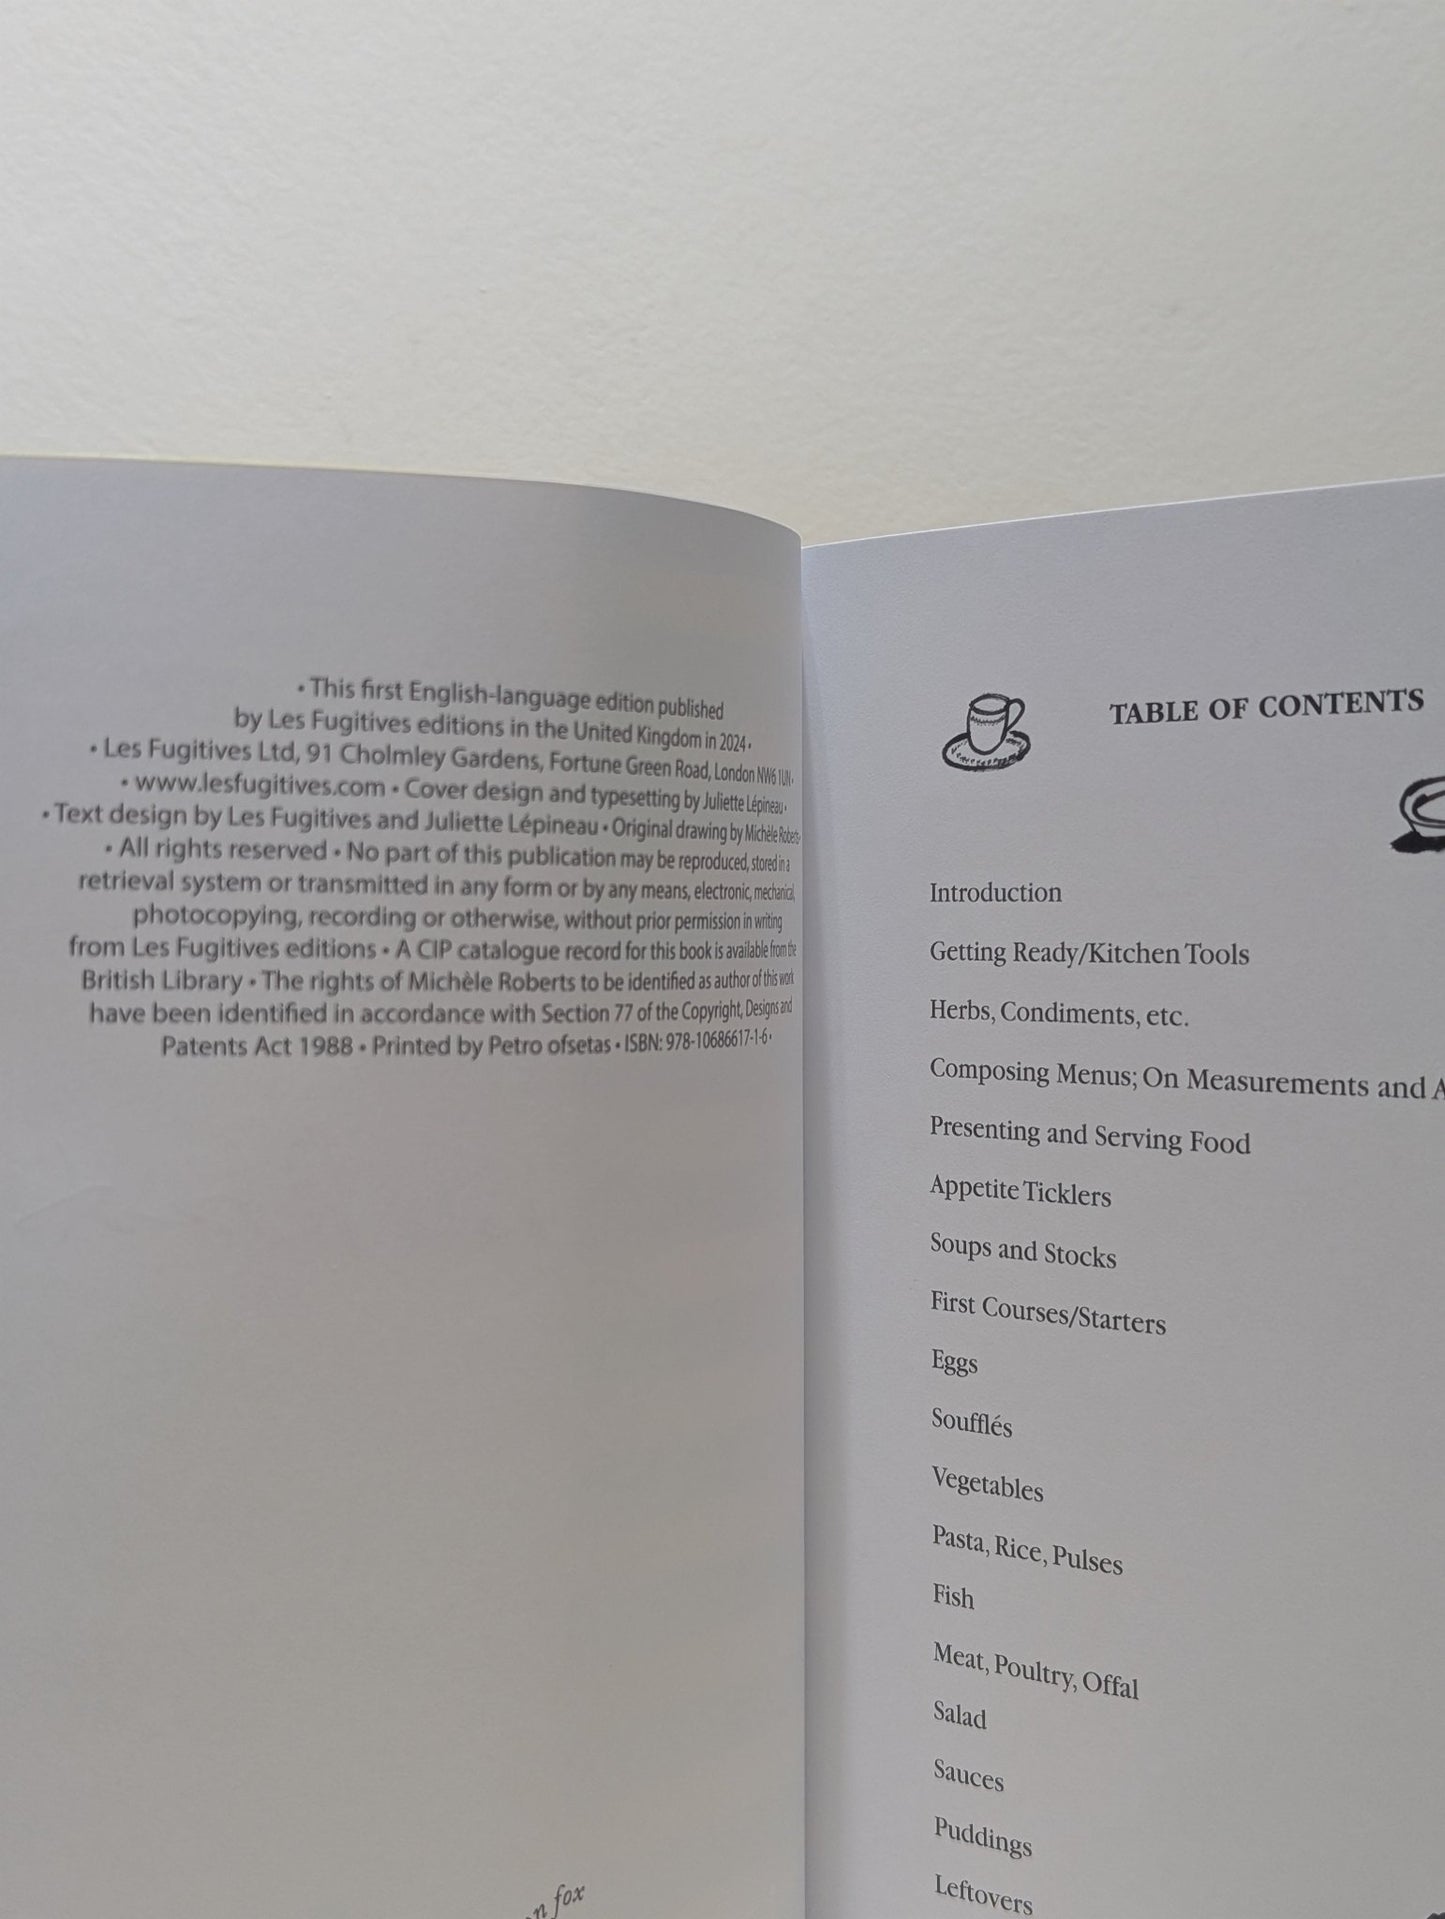 • This first English-language edition published
by Les Fugitives editions in the United Kingdom in 2024 •
• Les Fugitives Ltd, 91 Cholmley Gardens, Fortune Green Road, London NW6 1UN •
• www.lesfugitives.com • Cover design and typesetting by Juliette Lépineau •
• Text design by Les Fugitives and Juliette Lépineau • Original drawing by Michèle Roberts •
• All rights reserved • No part of this publication may be reproduced, stored in a
retrieval system or transmitted in any form or by any means, electronic, mechanical,
photocopying, recording or otherwise, without prior permission in writing
from Les Fugitives editions • A CIP catalogue record for this book is available from the
British Library • The rights of Michèle Roberts to be identified as author of this work
have been identified in accordance with Section 77 of the Copyright, Designs and
Patents Act 1988 • Printed by Petro ofsetas • ISBN: 978-10686617-1-6 •
n fox
TABLE OF CONTENTS
Introduction
Getting Ready/Kitchen Tools
Herbs, Condiments, etc.
Composing Menus; On Measurements and A
Presenting and Serving Food
Appetite Ticklers
Soups and Stocks
First Courses/Starters
Eggs
Soufflés
Vegetables
Pasta, Rice, Pulses
Fish
Meat, Poultry, Offal
Salad
Sauces
Puddings
Leftovers